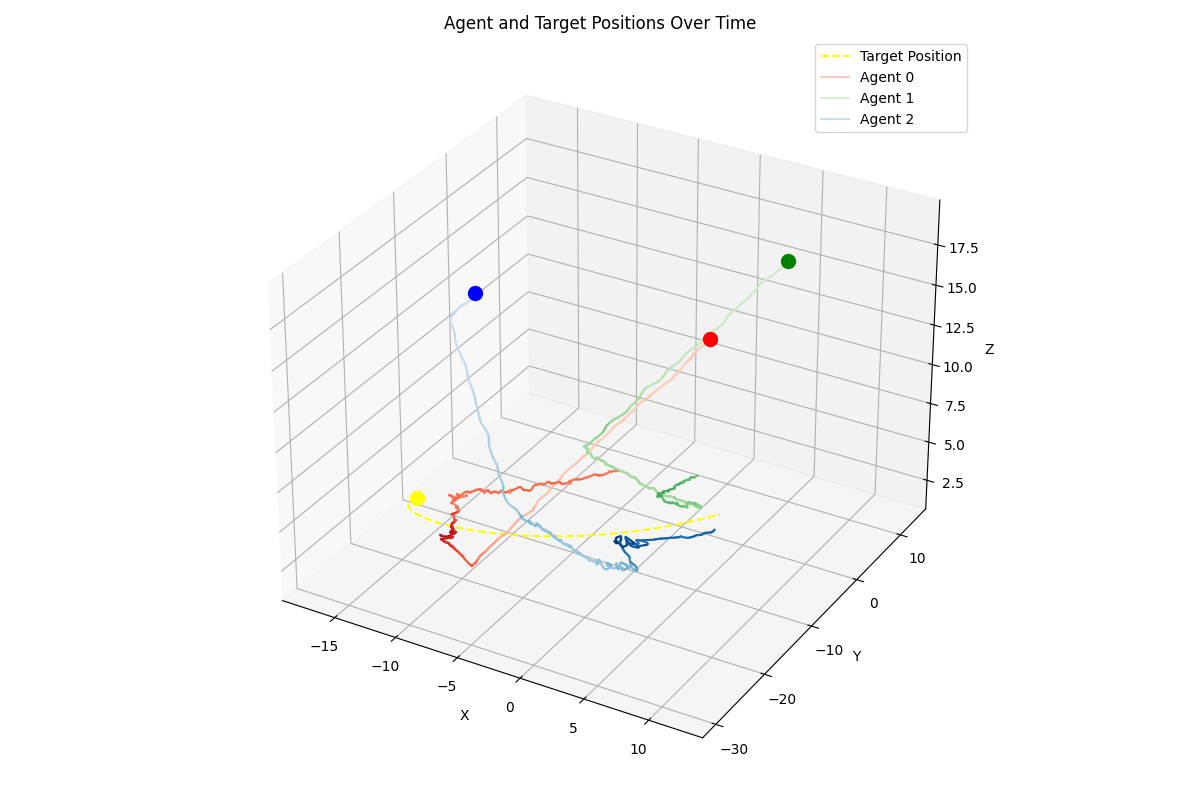 Agent and Target Positions Over Time
Target Position
Agent 0
Agent 1
Agent 2
17.5
15.0
12.5
10.0
7.5
5.0
2.5
Z
10
0
−10
−20
−30
Y
−15
−10
−5
0
5
10
X